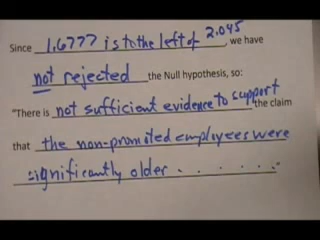 Since 1.6777 is to the left of 2.045, we have
not rejected the Null hypothesis, so:
"There is not sufficient evidence to support the claim
that the non-promoted employees were
significantly older . . . . . . ."